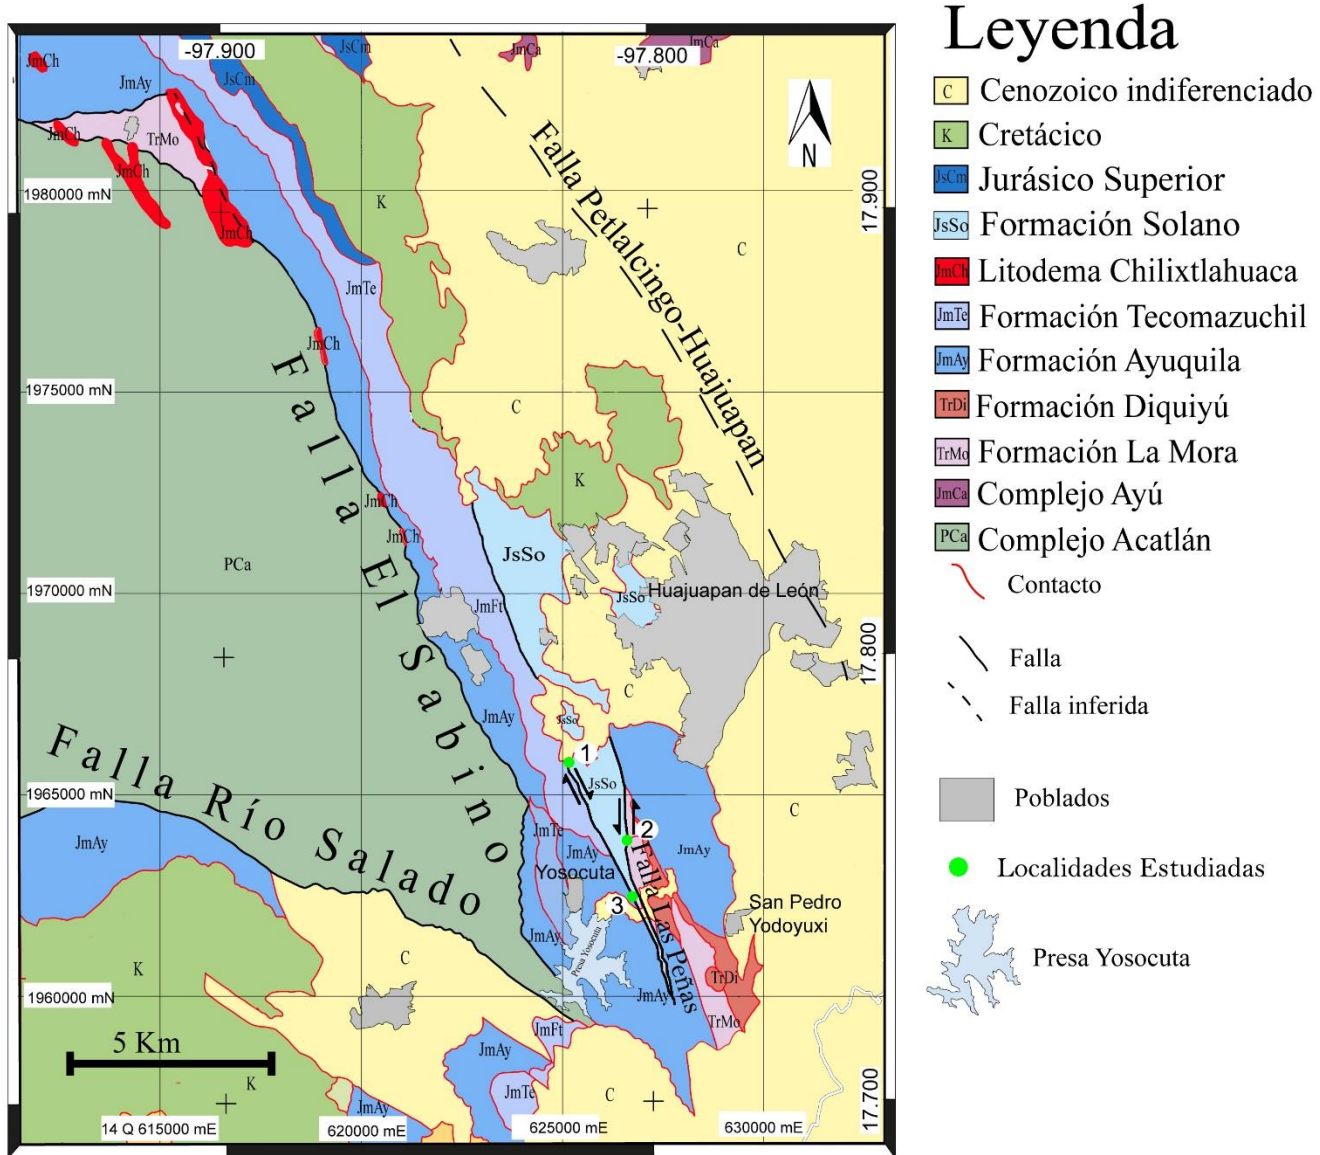 Leyenda
C Cenozoico indiferenciado
K Cretácico
JsCm Jurásico Superior
JsSo Formación Solano
JmCh Litodema Chilixtlahuaca
JmTe Formación Tecomazuchil
JmAy Formación Ayuquila
TrDi Formación Diquiyú
TrMo Formación La Mora
JmCa Complejo Ayú
PCa Complejo Acatlán
Contacto
Falla
Falla inferida
Poblados
Localidades Estudiadas
Presa Yosocuta
-97.900
-97.800
JsCm
JmCa
JmCa
JmCh
JmAy
JsCm
N
Falla Petlalcingo-Huajuapan
JmCh
TrMo
JmCh
1980000 mN
17.900
K
JmCh
C
JmTe
JmCh
Falla El Sabino
1975000 mN
C
K
JmCh
JmCh
JsSo
PCa
1970000 mN
JsSo
Huajuapan de León
JmFt
17.800
C
JmAy
JsSo
Falla Río Salado
1
JsSo
1965000 mN
C
JmTe
2
JmAy
JmAy
JmAy
Falla Las Peñas
Yosocuta
3
San Pedro
Yodoyuxi
JmAy
Presa Yosocuta
C
K
TrDi
1960000 mN
JmAy
TrMo
JmFt
5 Km
JmAy
K
JmTe
C
JmAy
17.700
14 Q 615000 mE
620000 mE
625000 mE
630000 mE